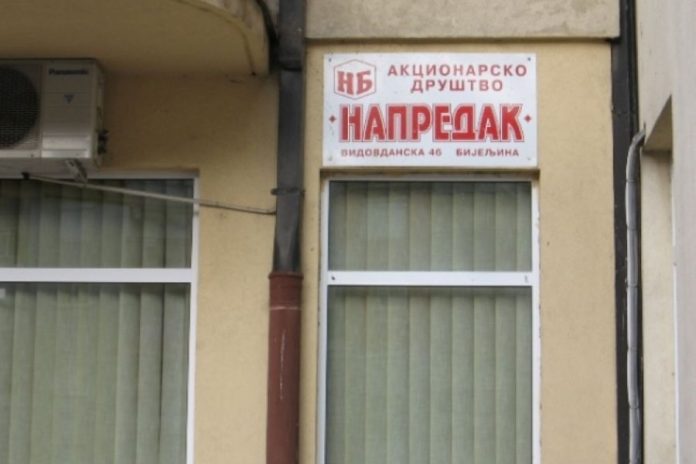 Panasonic
НБ
АКЦИОНАРСКО
ДРУШТВО
НАПРЕДАК
ВИДОВДАНСКА 46 БИЈЕЉИНА